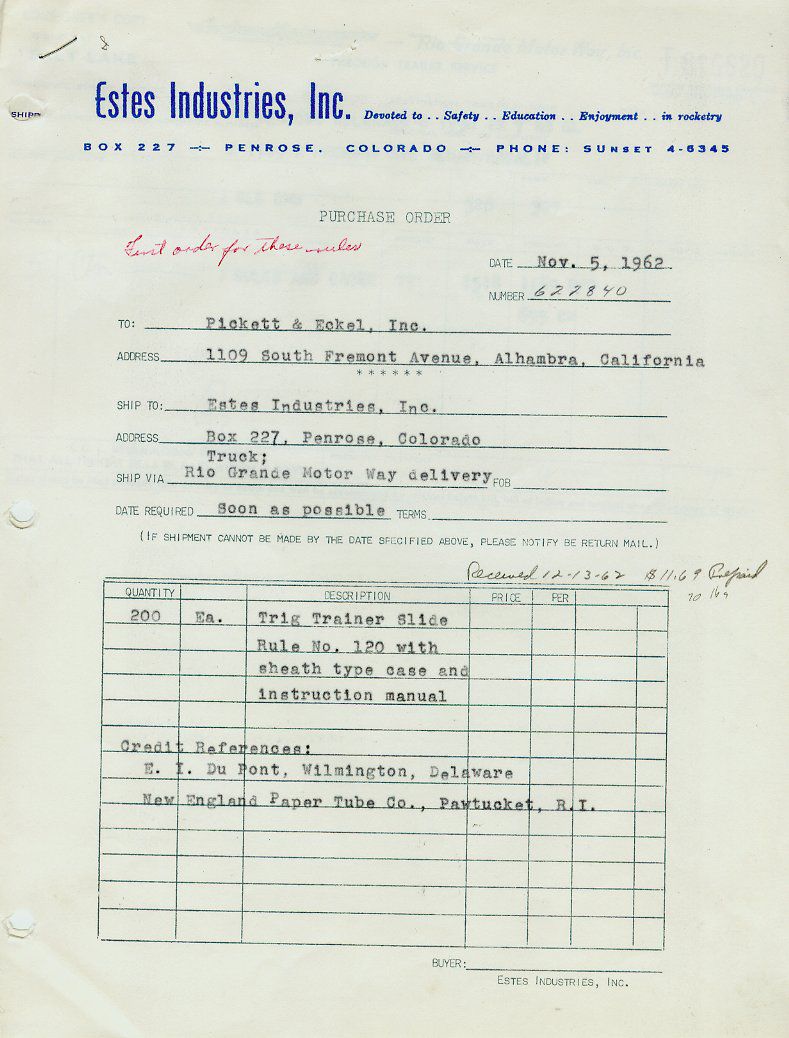 8
SHIPP
Estes Industries, Inc. Devoted to . . Safety . . Education . . Enjoyment . . in rocketry
BOX 227 -:- PENROSE, COLORADO -:- PHONE: SUNSET 4-6345
PURCHASE ORDER
First order for these rules
DATE Nov. 5, 1962
NUMBER 622840
TO: Pickett & Eckel, Inc.
ADDRESS 1109 South Fremont Avenue, Alhambra, California
* * * * * *
SHIP TO: Estes Industries, Inc.
ADDRESS Box 227, Penrose, Colorado
Truck;
SHIP VIA Rio Grande Motor Way delivery FOB
DATE REQUIRED Soon as possible TERMS
(IF SHIPMENT CANNOT BE MADE BY THE DATE SPECIFIED ABOVE, PLEASE NOTIFY BE RETURN MAIL.)
Received 12-13-62 $11.69 Prepaid
QUANTITY DESCRIPTION PRICE PER
200 Ea. Trig Trainer Slide
Rule No. 120 with
sheath type case and
instruction manual
Credit References:
E. I. Du Pont, Wilmington, Delaware
New England Paper Tube Co., Pawtucket, R.I.
BUYER:
ESTES INDUSTRIES, INC.